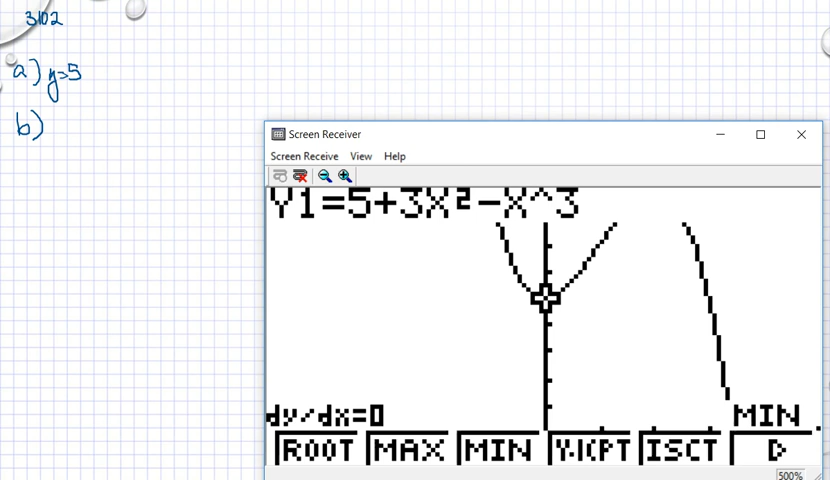 3102
a) y=5
b)
Screen Receiver
Screen Receive View Help
Y1=5+3X²-X^3
dy/dx=0 MIN
ROOT MAX MIN Y-ICPT ISCT D
500%